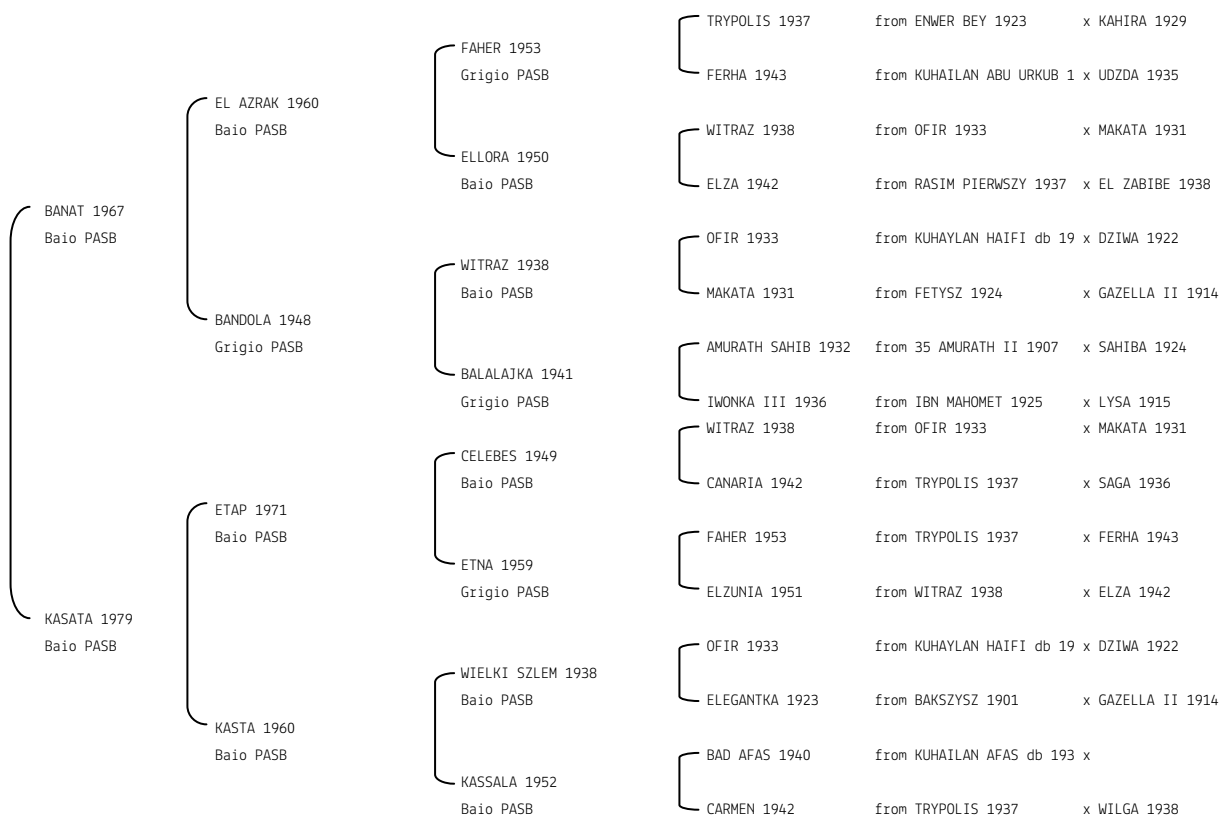 TRYPOLIS 1937 from ENWER BEY 1923 x KAHIRA 1929
FAHER 1953
Grigio PASB FERHA 1943 from KUHAILAN ABU URKUB 1 x UDZDA 1935
EL AZRAK 1960
Baio PASB WITRAZ 1938 from OFIR 1933 x MAKATA 1931
ELLORA 1950
Baio PASB ELZA 1942 from RASIM PIERWSZY 1937 x EL ZABIBE 1938
BANAT 1967
Baio PASB OFIR 1933 from KUHAYLAN HAIFI db 19 x DZIWA 1922
WITRAZ 1938
Baio PASB MAKATA 1931 from FETYSZ 1924 x GAZELLA II 1914
BANDOLA 1948
Grigio PASB AMURATH SAHIB 1932 from 35 AMURATH II 1907 x SAHIBA 1924
BALALAJKA 1941
Grigio PASB IWONKA III 1936 from IBN MAHOMET 1925 x LYSA 1915
WITRAZ 1938 from OFIR 1933 x MAKATA 1931
CELEBES 1949
Baio PASB CANARIA 1942 from TRYPOLIS 1937 x SAGA 1936
ETAP 1971
Baio PASB FAHER 1953 from TRYPOLIS 1937 x FERHA 1943
ETNA 1959
Grigio PASB ELZUNIA 1951 from WITRAZ 1938 x ELZA 1942
KASATA 1979
Baio PASB OFIR 1933 from KUHAYLAN HAIFI db 19 x DZIWA 1922
WIELKI SZLEM 1938
Baio PASB ELEGANTKA 1923 from BAKSZYSZ 1901 x GAZELLA II 1914
KASTA 1960
Baio PASB BAD AFAS 1940 from KUHAILAN AFAS db 193 x
KASSALA 1952
Baio PASB CARMEN 1942 from TRYPOLIS 1937 x WILGA 1938